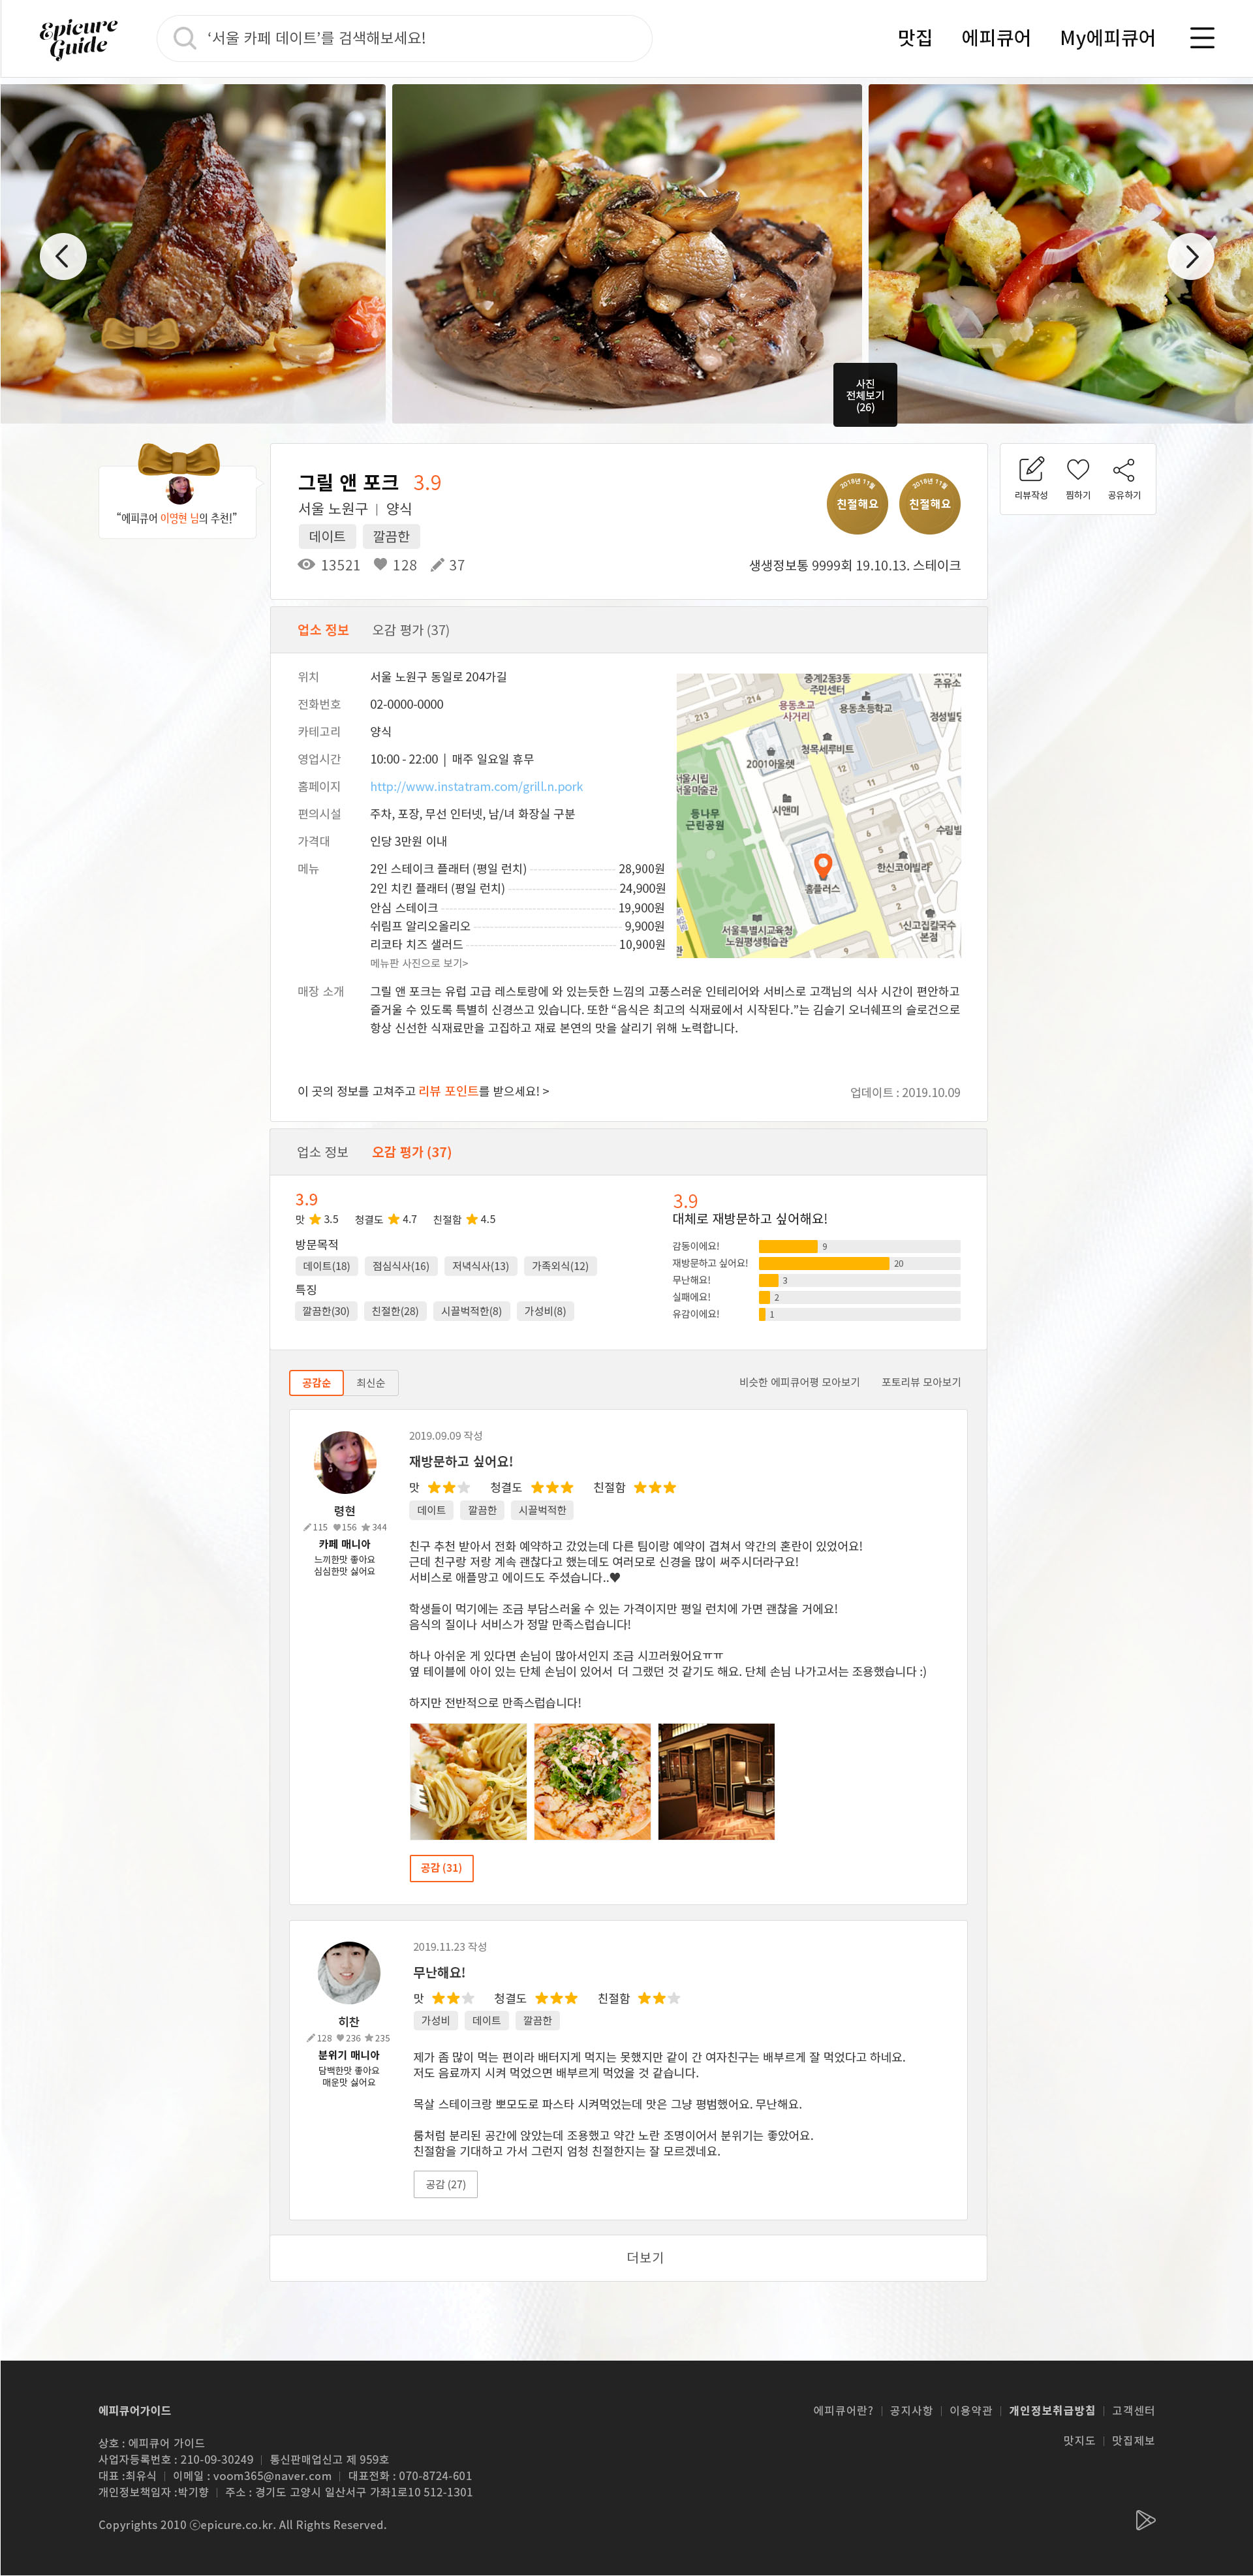 Epicure
Guide
‘서울 카페 데이트’를 검색해보세요!
맛집
에피큐어
My에피큐어
사진
전체보기
(26)
“에피큐어 이영현 님의 추천!”
그릴 앤 포크 3.9
서울 노원구 | 양식
데이트 깔끔한
13521 128 37
2018년 11월
친절해요
2018년 11월
친절해요
생생정보통 9999회 19.10.13. 스테이크
리뷰작성 찜하기 공유하기
업소 정보 오감 평가 (37)
위치 서울 노원구 동일로 204가길
전화번호 02-0000-0000
카테고리 양식
영업시간 10:00 - 22:00 | 매주 일요일 휴무
홈페이지 http://www.instatram.com/grill.n.pork
편의시설 주차, 포장, 무선 인터넷, 남/녀 화장실 구분
가격대 인당 3만원 이내
메뉴 2인 스테이크 플래터 (평일 런치) 28,900원
2인 치킨 플래터 (평일 런치) 24,900원
안심 스테이크 19,900원
쉬림프 알리오올리오 9,900원
리코타 치즈 샐러드 10,900원
메뉴판 사진으로 보기>
중계2동3동
주민센터
주유소
용동초교
사거리
용동초등학교
213
214
경성빌딩
청목세루비트
2001아울렛
서울시립
서울미술관
시앤미
등나무
근린공원
12
10
11
7
9
수림빌
한신코아빌라
홈플러스
3
2
신고집칼국수
본점
서울특별시교육청
노원평생학습관
매장 소개 그릴 앤 포크는 유럽 고급 레스토랑에 와 있는듯한 느낌의 고풍스러운 인테리어와 서비스로 고객님의 식사 시간이 편안하고
즐거울 수 있도록 특별히 신경쓰고 있습니다. 또한 “음식은 최고의 식재료에서 시작된다.”는 김슬기 오너쉐프의 슬로건으로
항상 신선한 식재료만을 고집하고 재료 본연의 맛을 살리기 위해 노력합니다.
이 곳의 정보를 고쳐주고 리뷰 포인트를 받으세요! >
업데이트 : 2019.10.09
업소 정보 오감 평가 (37)
3.9
맛 3.5 청결도 4.7 친절함 4.5
방문목적
데이트(18) 점심식사(16) 저녁식사(13) 가족외식(12)
특징
깔끔한(30) 친절한(28) 시끌벅적한(8) 가성비(8)
3.9
대체로 재방문하고 싶어해요!
감동이에요! 9
재방문하고 싶어요! 20
무난해요! 3
실패에요! 2
유감이에요! 1
공감순 최신순
비슷한 에피큐어평 모아보기 포토리뷰 모아보기
령현
115 156 344
카페 매니아
느끼한맛 좋아요
심심한맛 싫어요
2019.09.09 작성
재방문하고 싶어요!
맛 청결도 친절함
데이트 깔끔한 시끌벅적한
친구 추천 받아서 전화 예약하고 갔었는데 다른 팀이랑 예약이 겹쳐서 약간의 혼란이 있었어요!
근데 친구랑 저랑 계속 괜찮다고 했는데도 여러모로 신경을 많이 써주시더라구요!
서비스로 애플망고 에이드도 주셨습니다..♥
학생들이 먹기에는 조금 부담스러울 수 있는 가격이지만 평일 런치에 가면 괜찮을 거에요!
음식의 질이나 서비스가 정말 만족스럽습니다!
하나 아쉬운 게 있다면 손님이 많아서인지 조금 시끄러웠어요ㅠㅠ
옆 테이블에 아이 있는 단체 손님이 있어서 더 그랬던 것 같기도 해요. 단체 손님 나가고서는 조용했습니다 :)
하지만 전반적으로 만족스럽습니다!
공감 (31)
히찬
128 236 235
분위기 매니아
담백한맛 좋아요
매운맛 싫어요
2019.11.23 작성
무난해요!
맛 청결도 친절함
가성비 데이트 깔끔한
제가 좀 많이 먹는 편이라 배터지게 먹지는 못했지만 같이 간 여자친구는 배부르게 잘 먹었다고 하네요.
저도 음료까지 시켜 먹었으면 배부르게 먹었을 것 같습니다.
목살 스테이크랑 뽀모도로 파스타 시켜먹었는데 맛은 그냥 평범했어요. 무난해요.
룸처럼 분리된 공간에 앉았는데 조용했고 약간 노란 조명이어서 분위기는 좋았어요.
친절함을 기대하고 가서 그런지 엄청 친절한지는 잘 모르겠네요.
공감 (27)
더보기
에피큐어가이드
상호 : 에피큐어 가이드
사업자등록번호 : 210-09-30249 | 통신판매업신고 제 959호
대표 :최유식 | 이메일 : voom365@naver.com | 대표전화 : 070-8724-601
개인정보책임자 :박기향 | 주소 : 경기도 고양시 일산서구 가좌1로10 512-1301
Copyrights 2010 ⓒepicure.co.kr. All Rights Reserved.
에피큐어란? | 공지사항 | 이용약관 | 개인정보취급방침 | 고객센터
맛지도 | 맛집제보